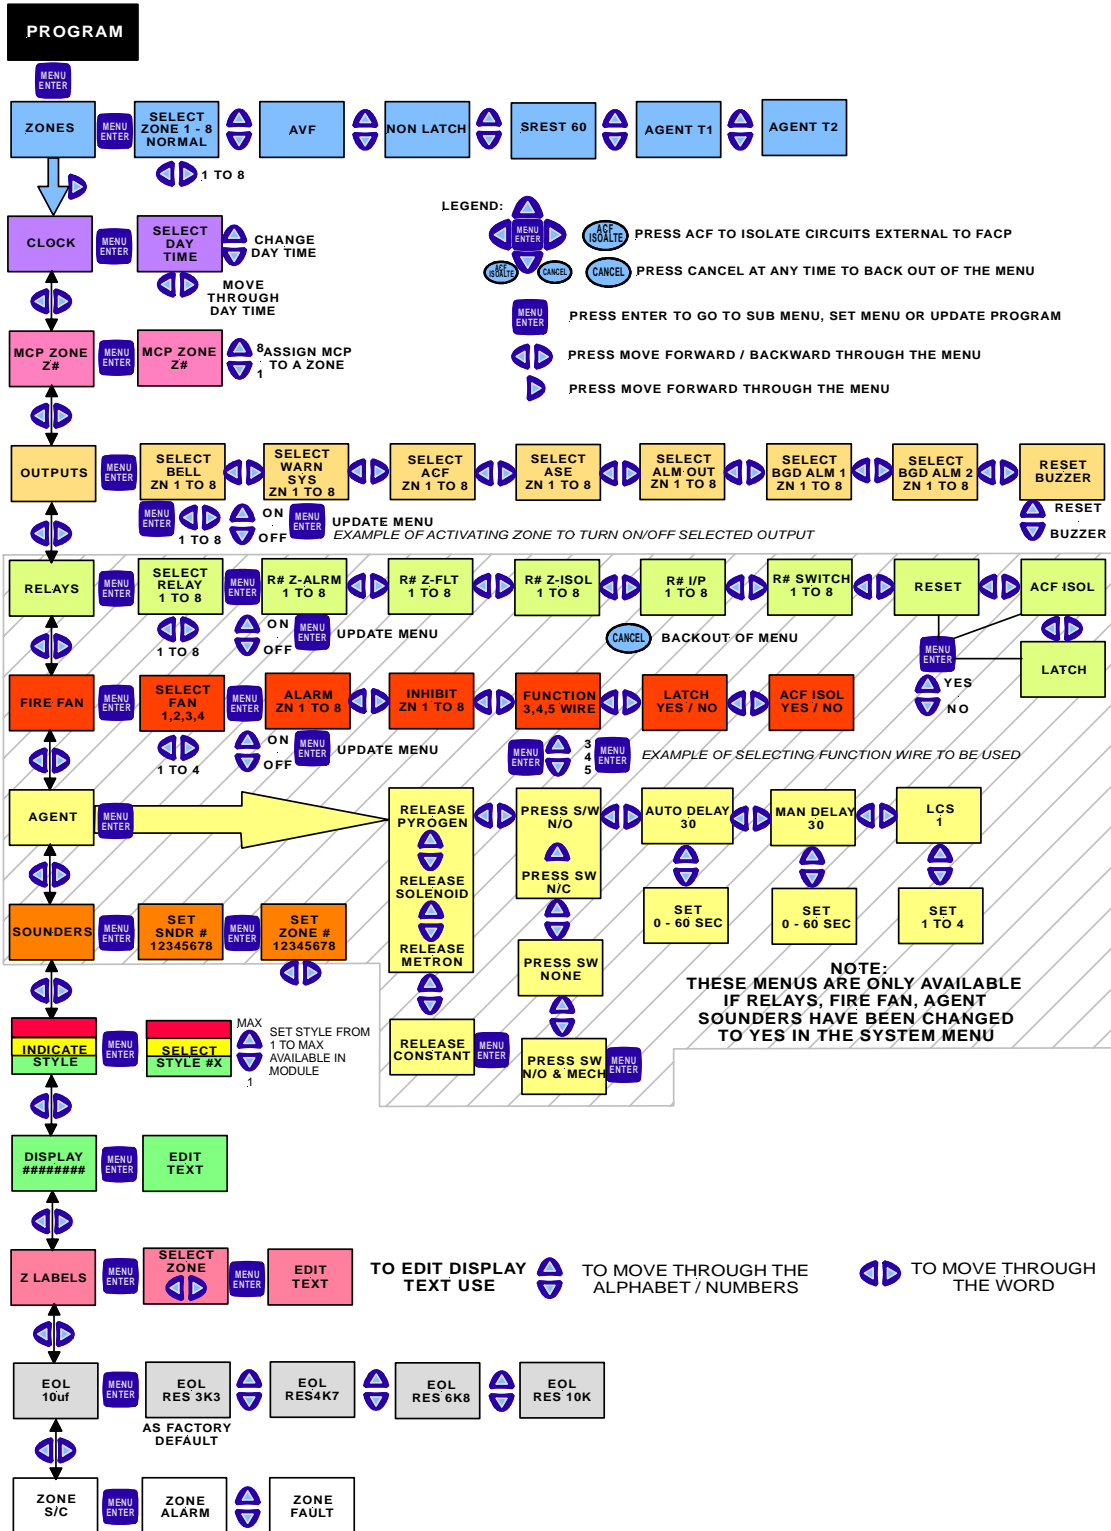 PROGRAM
MENU
ENTER
ZONES
MENU
ENTER
SELECT
ZONE 1 - 8
NORMAL
AVF
NON LATCH
SREST 60
AGENT T1
AGENT T2
1 TO 8
LEGEND:
MENU
ENTER
ACF
ISOALTE
PRESS ACF TO ISOLATE CIRCUITS EXTERNAL TO FACP
ACF
ISOALTE
CANCEL
CANCEL
PRESS CANCEL AT ANY TIME TO BACK OUT OF THE MENU
MENU
ENTER
PRESS ENTER TO GO TO SUB MENU, SET MENU OR UPDATE PROGRAM
PRESS MOVE FORWARD / BACKWARD THROUGH THE MENU
PRESS MOVE FORWARD THROUGH THE MENU
CLOCK
MENU
ENTER
SELECT
DAY
TIME
CHANGE
DAY TIME
MOVE
THROUGH
DAY TIME
MCP ZONE
Z#
MENU
ENTER
MCP ZONE
Z#
8
1
ASSIGN MCP
TO A ZONE
OUTPUTS
MENU
ENTER
SELECT
BELL
ZN 1 TO 8
SELECT
WARN
SYS
ZN 1 TO 8
SELECT
ACF
ZN 1 TO 8
SELECT
ASE
ZN 1 TO 8
SELECT
ALM OUT
ZN 1 TO 8
SELECT
BGD ALM 1
ZN 1 TO 8
SELECT
BGD ALM 2
ZN 1 TO 8
RESET
BUZZER
MENU
ENTER
1 TO 8
ON
OFF
MENU
ENTER
UPDATE MENU
EXAMPLE OF ACTIVATING ZONE TO TURN ON/OFF SELECTED OUTPUT
RESET
BUZZER
RELAYS
MENU
ENTER
SELECT
RELAY
1 TO 8
MENU
ENTER
R# Z-ALRM
1 TO 8
R# Z-FLT
1 TO 8
R# Z-ISOL
1 TO 8
R# I/P
1 TO 8
R# SWITCH
1 TO 8
RESET
ACF ISOL
1 TO 8
ON
OFF
MENU
ENTER
UPDATE MENU
CANCEL
BACKOUT OF MENU
MENU
ENTER
YES
NO
LATCH
FIRE FAN
MENU
ENTER
SELECT
FAN
1,2,3,4
MENU
ENTER
ALARM
ZN 1 TO 8
INHIBIT
ZN 1 TO 8
FUNCTION
3,4,5 WIRE
LATCH
YES / NO
ACF ISOL
YES / NO
1 TO 4
ON
OFF
MENU
ENTER
UPDATE MENU
MENU
ENTER
3
4
5
MENU
ENTER
EXAMPLE OF SELECTING FUNCTION WIRE TO BE USED
AGENT
MENU
ENTER
RELEASE
PYROGEN
RELEASE
SOLENOID
RELEASE
METRON
RELEASE
CONSTANT
MENU
ENTER
PRESS S/W
N/O
PRESS SW
N/C
PRESS SW
NONE
PRESS SW
N/O & MECH
MENU
ENTER
AUTO DELAY
30
SET
0 - 60 SEC
MAN DELAY
30
SET
0 - 60 SEC
LCS
1
SET
1 TO 4
SOUNDERS
MENU
ENTER
SET
SNDR #
12345678
MENU
ENTER
SET
ZONE #
12345678
NOTE:
THESE MENUS ARE ONLY AVAILABLE
IF RELAYS, FIRE FAN, AGENT
SOUNDERS HAVE BEEN CHANGED
TO YES IN THE SYSTEM MENU
INDICATE
STYLE
MENU
ENTER
SELECT
STYLE #X
MAX
1
SET STYLE FROM
1 TO MAX
AVAILABLE IN
MODULE
DISPLAY
########
MENU
ENTER
EDIT
TEXT
Z LABELS
MENU
ENTER
SELECT
ZONE
MENU
ENTER
EDIT
TEXT
TO EDIT DISPLAY
TEXT USE
TO MOVE THROUGH THE
ALPHABET / NUMBERS
TO MOVE THROUGH
THE WORD
EOL
10uf
MENU
ENTER
EOL
RES 3K3
EOL
RES4K7
EOL
RES 6K8
EOL
RES 10K
AS FACTORY
DEFAULT
ZONE
S/C
MENU
ENTER
ZONE
ALARM
ZONE
FAULT